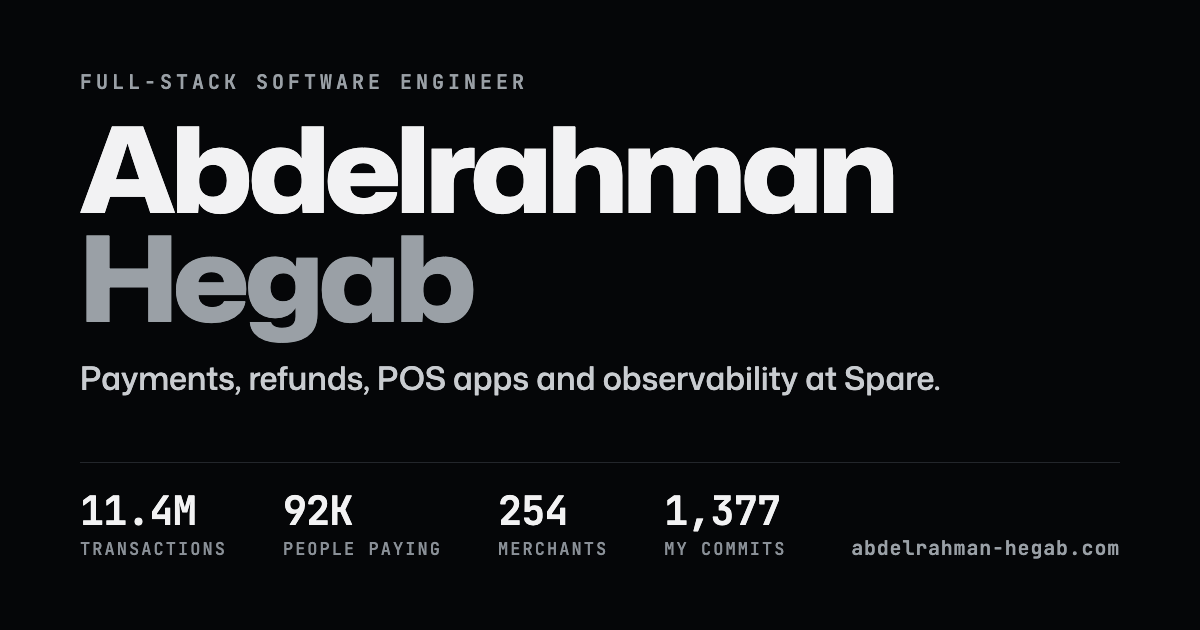 FULL-STACK SOFTWARE ENGINEER
Abdelrahman
Hegab
Payments, refunds, POS apps and observability at Spare.
11.4M 92K 254 1,377
TRANSACTIONS PEOPLE PAYING MERCHANTS MY COMMITS abdelrahman-hegab.com